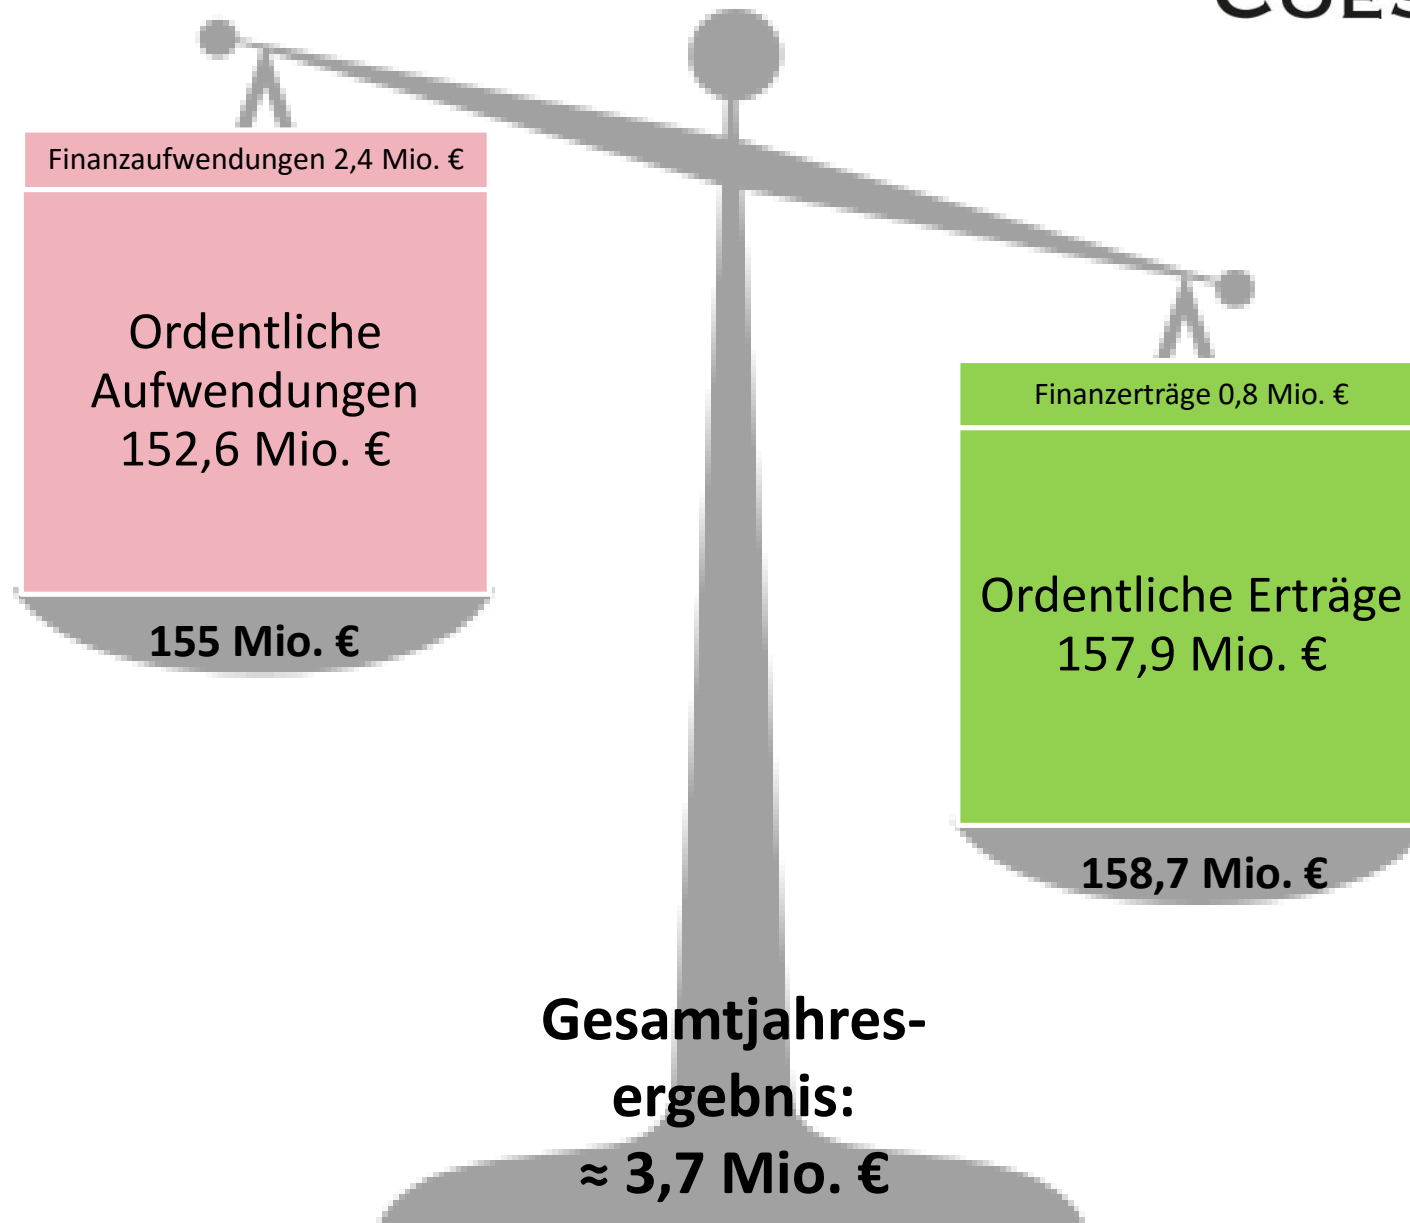 Finanzaufwendungen 2,4 Mio. €
Ordentliche
Aufwendungen
152,6 Mio. €
155 Mio. €
Finanzerträge 0,8 Mio. €
Ordentliche Erträge
157,9 Mio. €
158,7 Mio. €
Gesamtjahres-
ergebnis:
≈ 3,7 Mio. €